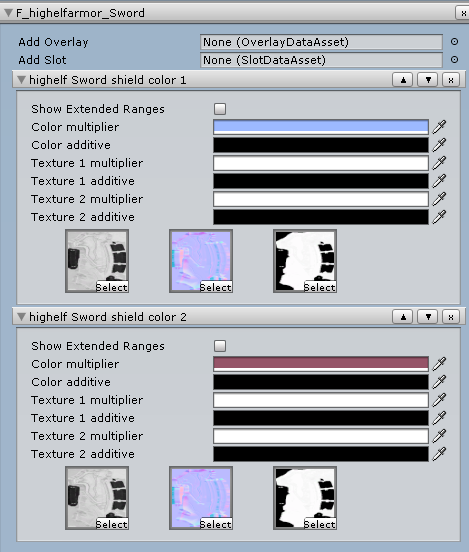 F_highelfarmor_Sword
x
Add Overlay None (OverlayDataAsset)
Add Slot None (SlotDataAsset)
highelf Sword shield color 1 ▲ ▼ x
Show Extended Ranges
Color multiplier
Color additive
Texture 1 multiplier
Texture 1 additive
Texture 2 multiplier
Texture 2 additive
Select Select Select
highelf Sword shield color 2 ▲ ▼ x
Show Extended Ranges
Color multiplier
Color additive
Texture 1 multiplier
Texture 1 additive
Texture 2 multiplier
Texture 2 additive
Select Select Select